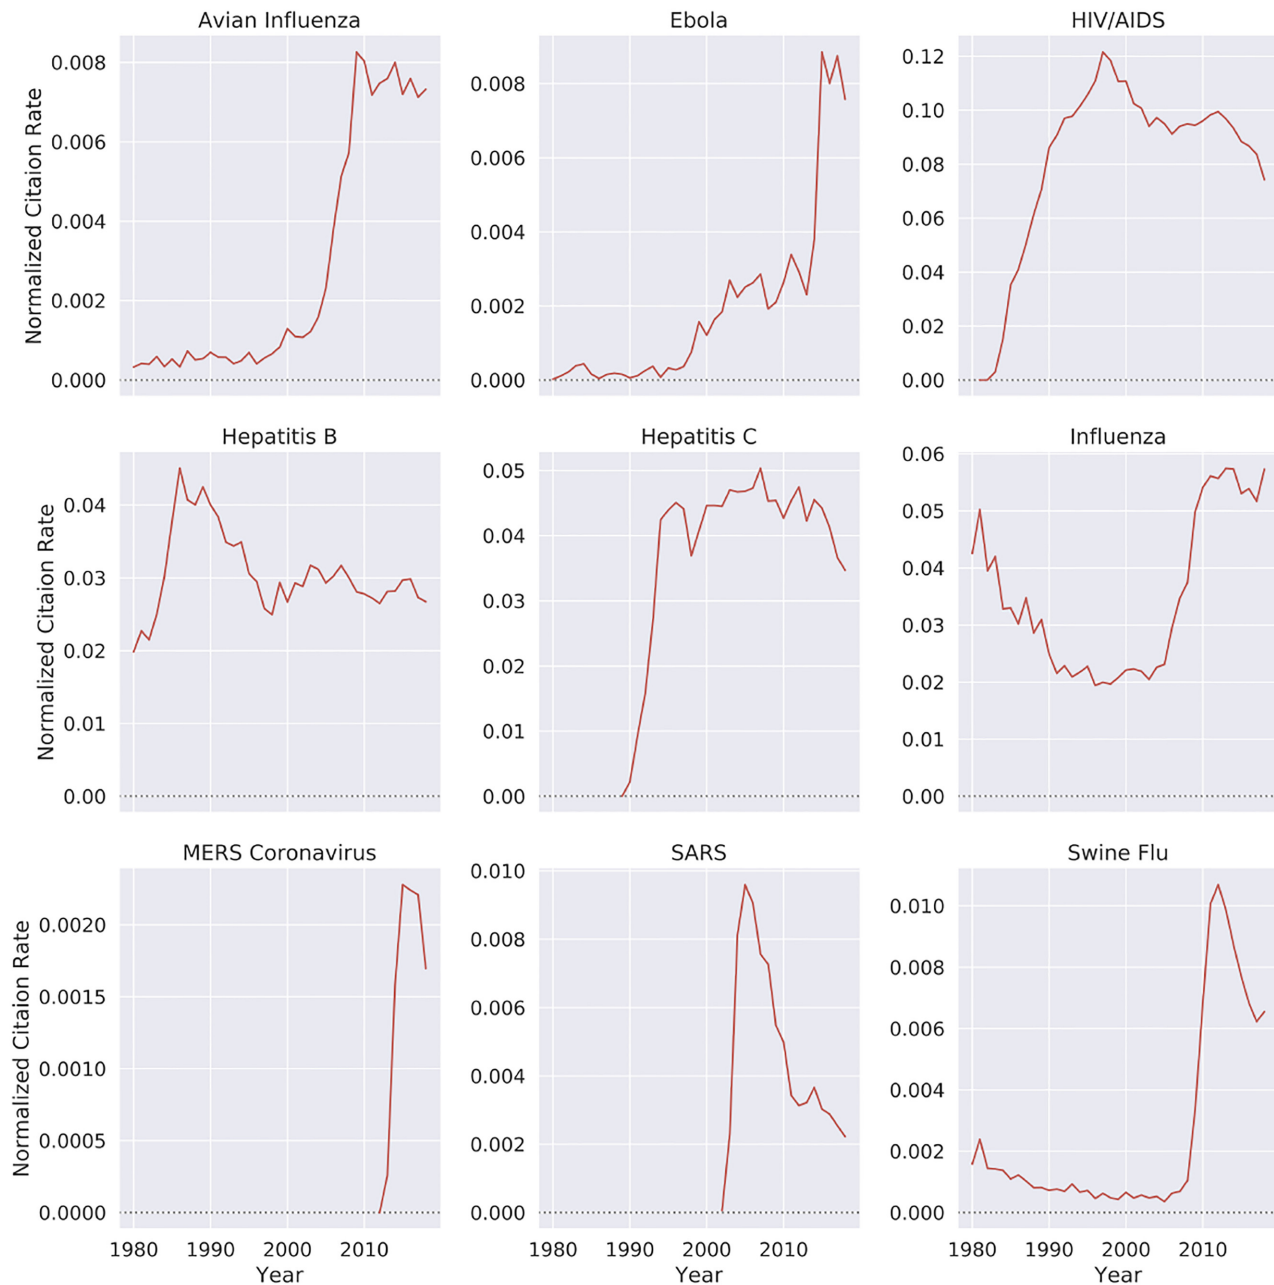 Avian Influenza
Ebola
HIV/AIDS
Normalized Citaion Rate
0.008
0.006
0.004
0.002
0.000
0.008
0.006
0.004
0.002
0.000
0.12
0.10
0.08
0.06
0.04
0.02
0.00
Hepatitis B
Hepatitis C
Influenza
Normalized Citaion Rate
0.04
0.03
0.02
0.01
0.00
0.05
0.04
0.03
0.02
0.01
0.00
0.06
0.05
0.04
0.03
0.02
0.01
0.00
MERS Coronavirus
SARS
Swine Flu
Normalized Citaion Rate
0.0020
0.0015
0.0010
0.0005
0.0000
0.010
0.008
0.006
0.004
0.002
0.000
0.010
0.008
0.006
0.004
0.002
0.000
1980 1990 2000 2010
1980 1990 2000 2010
1980 1990 2000 2010
Year
Year
Year